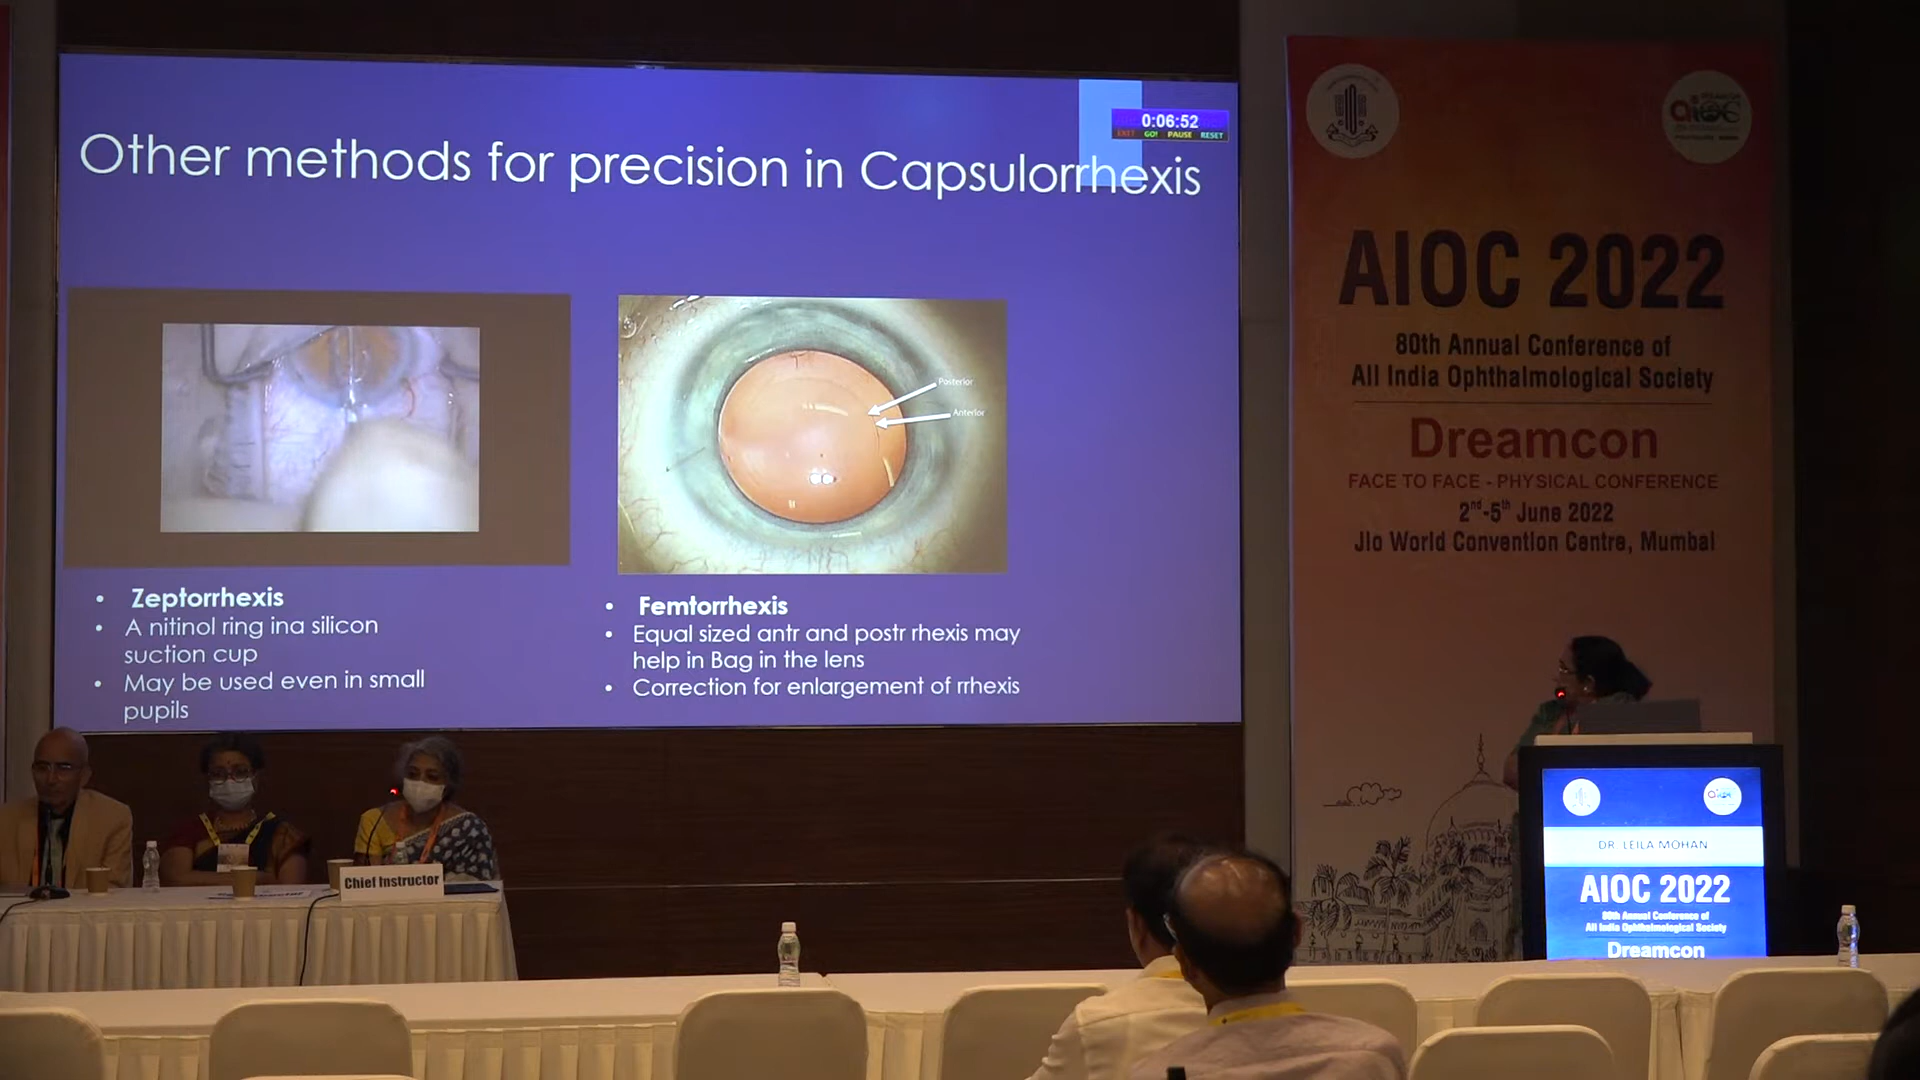 Other methods for precision in Capsulorrhexis
0:06:52
EXIT GO! PAUSE RESET
Posterior
Anterior
• Zeptorrhexis
• A nitinol ring ina silicon
suction cup
• May be used even in small
pupils
• Femtorrhexis
• Equal sized antr and postr rhexis may
help in Bag in the lens
• Correction for enlargement of rrhexis
AIOC 2022
80th Annual Conference of
All India Ophthalmological Society
Dreamcon
FACE TO FACE - PHYSICAL CONFERENCE
2nd-5th June 2022
Jio World Convention Centre, Mumbai
Chief Instructor
DR. LEILA MOHAN
AIOC 2022
80th Annual Conference of
All India Ophthalmological Society
Dreamcon